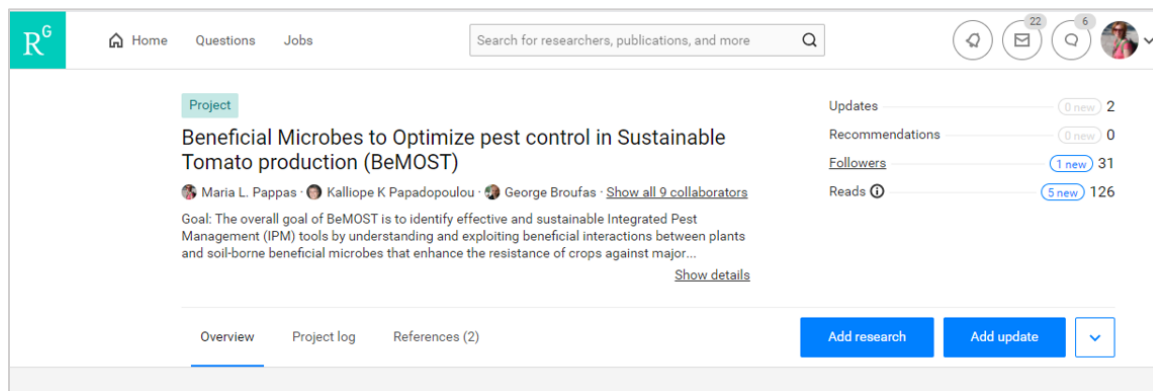 RG
Home Questions Jobs Search for researchers, publications, and more 22 6
Project
Beneficial Microbes to Optimize pest control in Sustainable
Tomato production (BeMOST)
Maria L. Pappas · Kalliope K Papadopoulou · George Broufas · Show all 9 collaborators
Goal: The overall goal of BeMOST is to identify effective and sustainable Integrated Pest
Management (IPM) tools by understanding and exploiting beneficial interactions between plants
and soil-borne beneficial microbes that enhance the resistance of crops against major...
Show details
Updates 0 new 2
Recommendations 0 new 0
Followers 1 new 31
Reads 5 new 126
Overview Project log References (2) Add research Add update